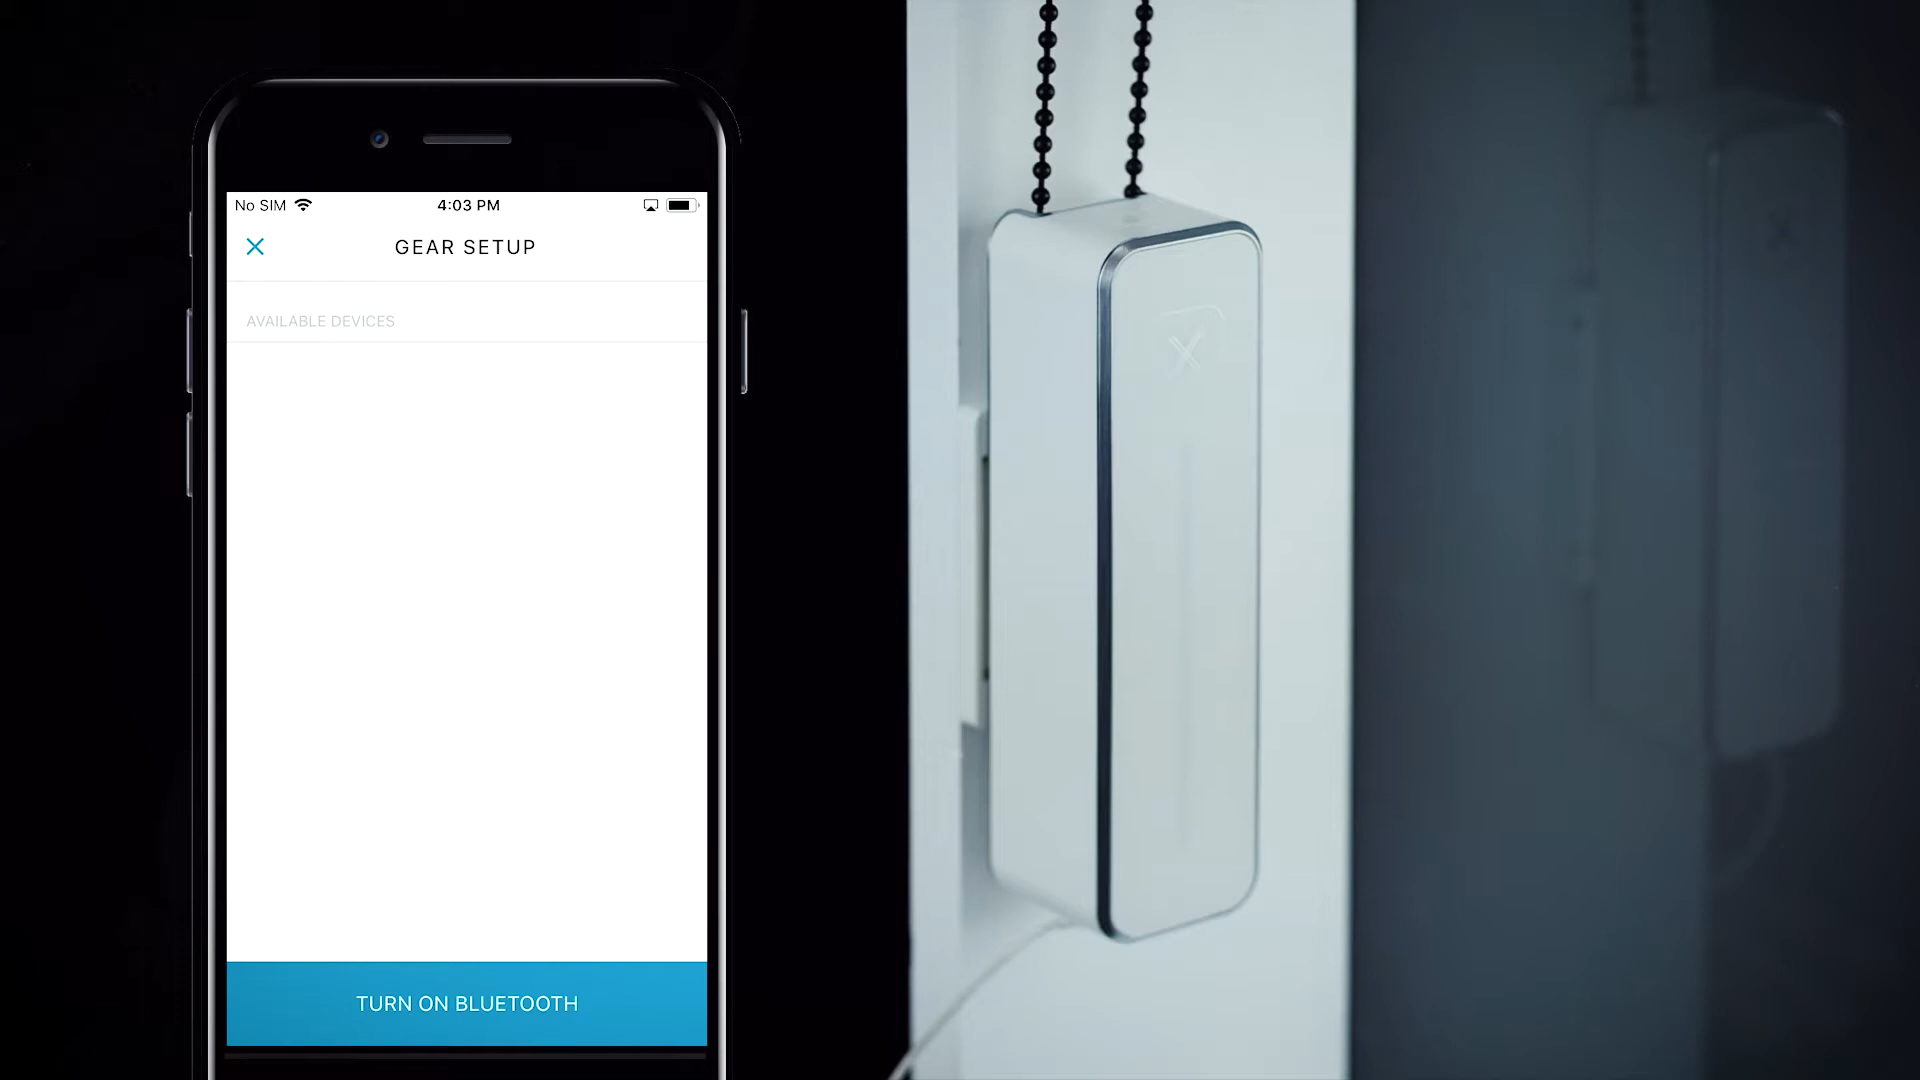 No SIM 4:03 PM
GEAR SETUP
AVAILABLE DEVICES
TURN ON BLUETOOTH